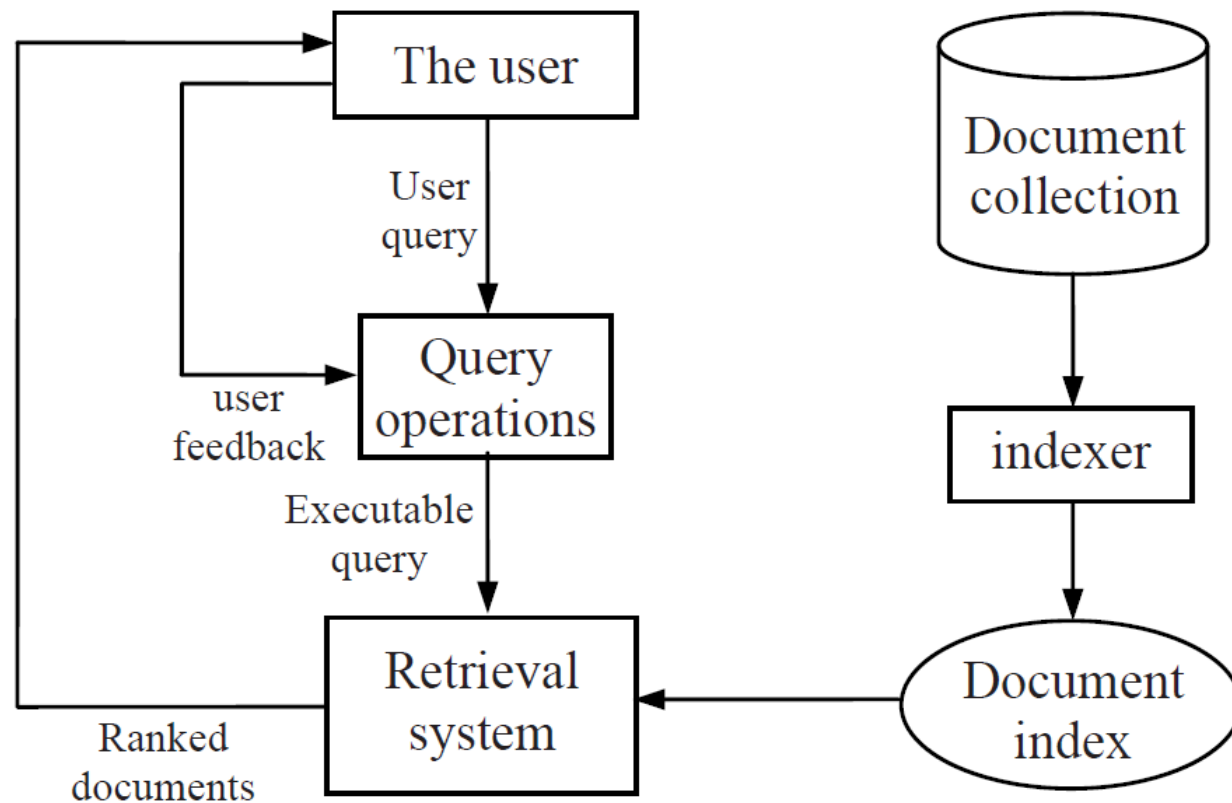 The user
User
query
Query
operations
user
feedback
Executable
query
Retrieval
system
Ranked
documents
Document
collection
indexer
Document
index